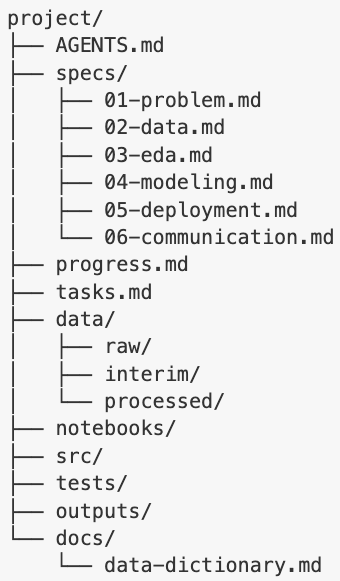 project/
├── AGENTS.md
├── specs/
│   ├── 01-problem.md
│   ├── 02-data.md
│   ├── 03-eda.md
│   ├── 04-modeling.md
│   ├── 05-deployment.md
│   └── 06-communication.md
├── progress.md
├── tasks.md
├── data/
│   ├── raw/
│   ├── interim/
│   └── processed/
├── notebooks/
├── src/
├── tests/
├── outputs/
└── docs/
    └── data-dictionary.md